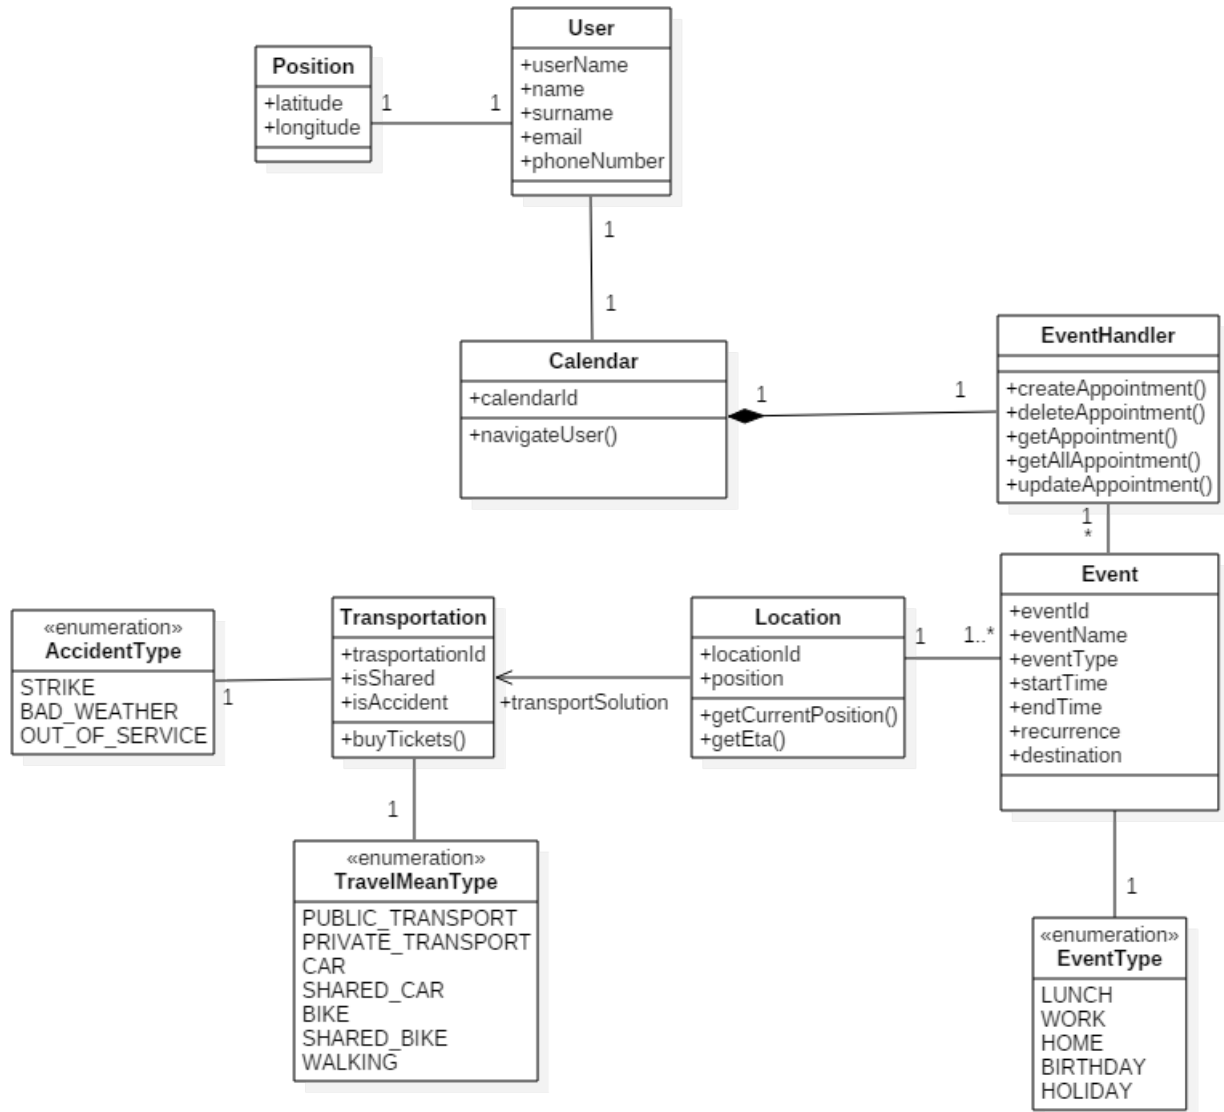 User
+userName
+name
+surname
+email
+phoneNumber
Position
+latitude
+longitude
1
1
1
1
Calendar
+calendarId
+navigateUser()
1
1
EventHandler
+createAppointment()
+deleteAppointment()
+getAppointment()
+getAllAppointment()
+updateAppointment()
1
*
Event
+eventId
+eventName
+eventType
+startTime
+endTime
+recurrence
+destination
1
1..*
Location
+locationId
+position
+getCurrentPosition()
+getEta()
+transportSolution
Transportation
+trasportationId
+isShared
+isAccident
+buyTickets()
1
«enumeration»
AccidentType
STRIKE
BAD_WEATHER
OUT_OF_SERVICE
1
«enumeration»
TravelMeanType
PUBLIC_TRANSPORT
PRIVATE_TRANSPORT
CAR
SHARED_CAR
BIKE
SHARED_BIKE
WALKING
1
«enumeration»
EventType
LUNCH
WORK
HOME
BIRTHDAY
HOLIDAY